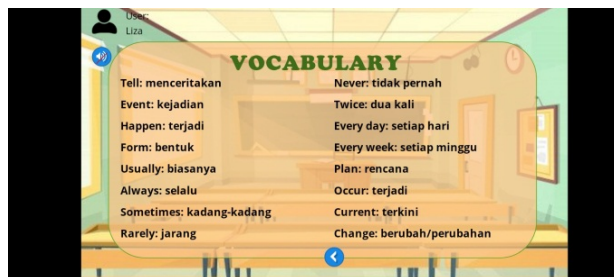 User:
Liza
VOCABULARY
Tell: menceritakan
Event: kejadian
Happen: terjadi
Form: bentuk
Usually: biasanya
Always: selalu
Sometimes: kadang-kadang
Rarely: jarang
Never: tidak pernah
Twice: dua kali
Every day: setiap hari
Every week: setiap minggu
Plan: rencana
Occur: terjadi
Current: terkini
Change: berubah/perubahan